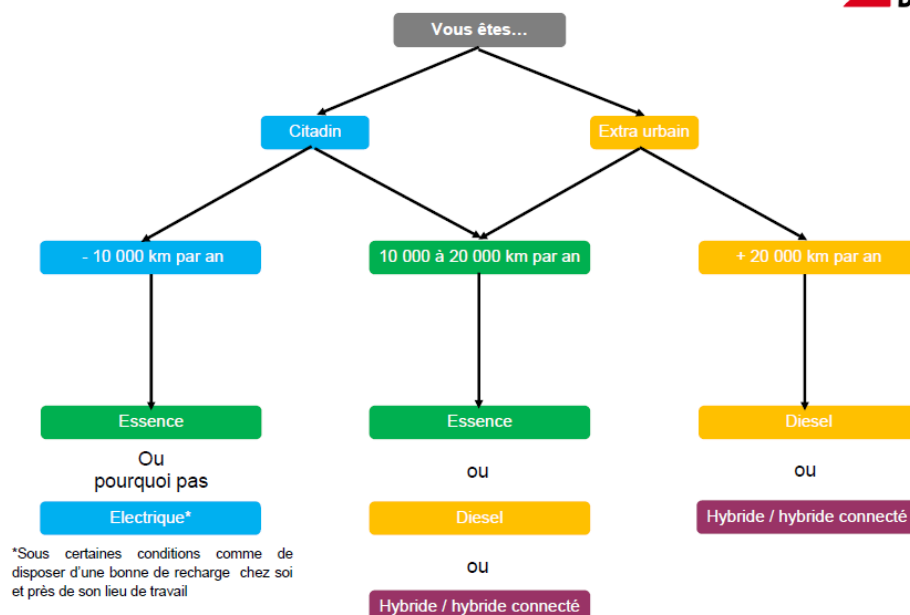 Vous êtes…
Citadin
Extra urbain
- 10 000 km par an
10 000 à 20 000 km par an
+ 20 000 km par an
Essence
Essence
Diesel
Ou
pourquoi pas
ou
ou
Electrique*
Diesel
Hybride / hybride connecté
*Sous certaines conditions comme de
disposer d'une bonne de recharge chez soi
et près de son lieu de travail
ou
Hybride / hybride connecté